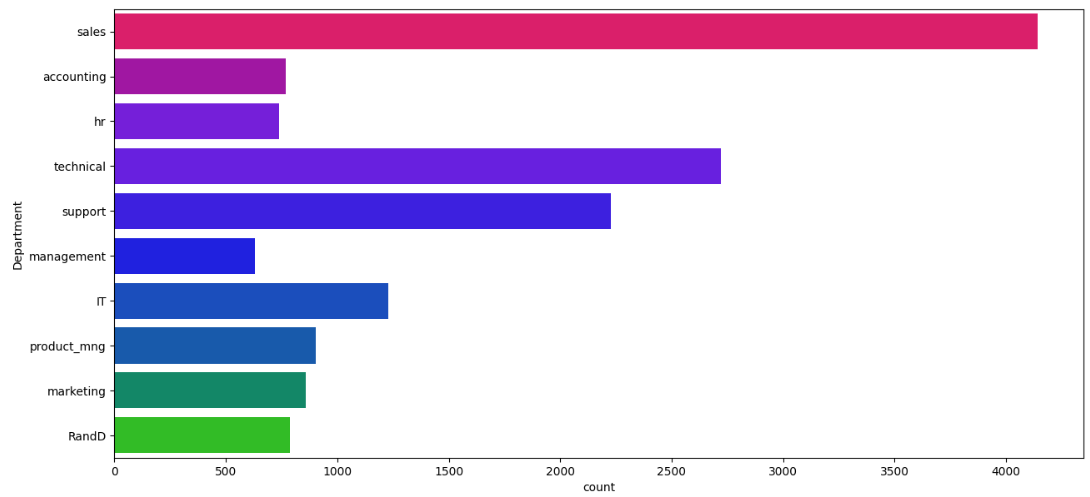 sales
accounting
hr
technical
support
management
IT
product_mng
marketing
RandD
Department
0 500 1000 1500 2000 2500 3000 3500 4000
count